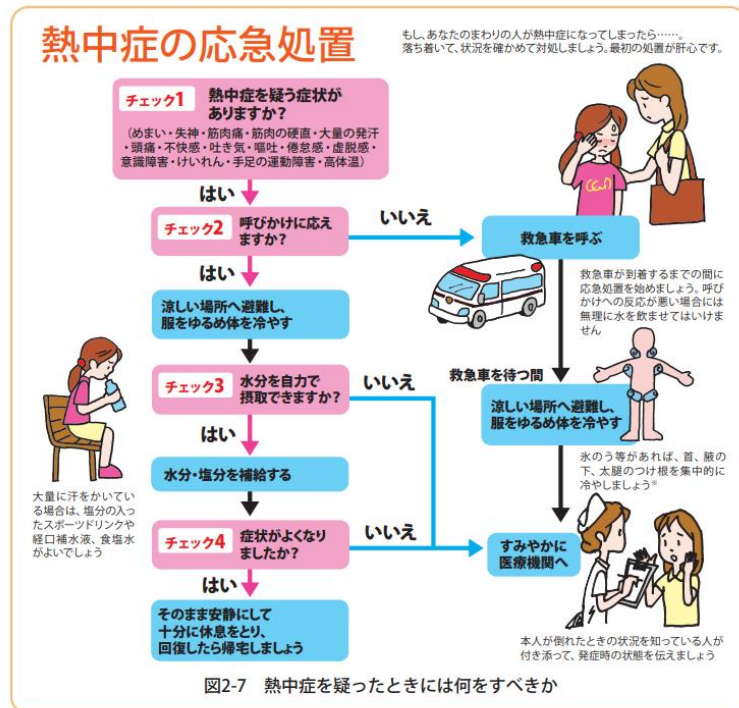 熱中症の応急処置
もし、あなたのまわりの人が熱中症になってしまったら……。
落ち着いて、状況を確かめて対処しましょう。最初の処置が肝心です。
チェック1
熱中症を疑う症状が
ありますか？
（めまい・失神・筋肉痛・筋肉の硬直・大量の発汗
・頭痛・不快感・吐き気・嘔吐・倦怠感・虚脱感・
意識障害・けいれん・手足の運動障害・高体温）
はい
チェック2
呼びかけに応え
ますか？
いいえ
救急車を呼ぶ
はい
救急車が到着するまでの間に
応急処置を始めましょう。呼び
かけへの反応が悪い場合には
無理に水を飲ませてはいけま
せん
涼しい場所へ避難し、
服をゆるめ体を冷やす
チェック3
水分を自力で
摂取できますか？
いいえ
救急車を待つ間
涼しい場所へ避難し、
服をゆるめ体を冷やす
はい
氷のう等があれば、首、腋の
下、太腿のつけ根を集中的に
冷やしましょう※
水分・塩分を補給する
大量に汗をかいてい
る場合は、塩分の入っ
たスポーツドリンクや
経口補水液、食塩水
がよいでしょう
チェック4
症状がよくなり
ましたか？
いいえ
すみやかに
医療機関へ
はい
そのまま安静にして
十分に休息をとり、
回復したら帰宅しましょう
本人が倒れたときの状況を知っている人が
付き添って、発症時の状態を伝えましょう
図2-7 熱中症を疑ったときには何をすべきか